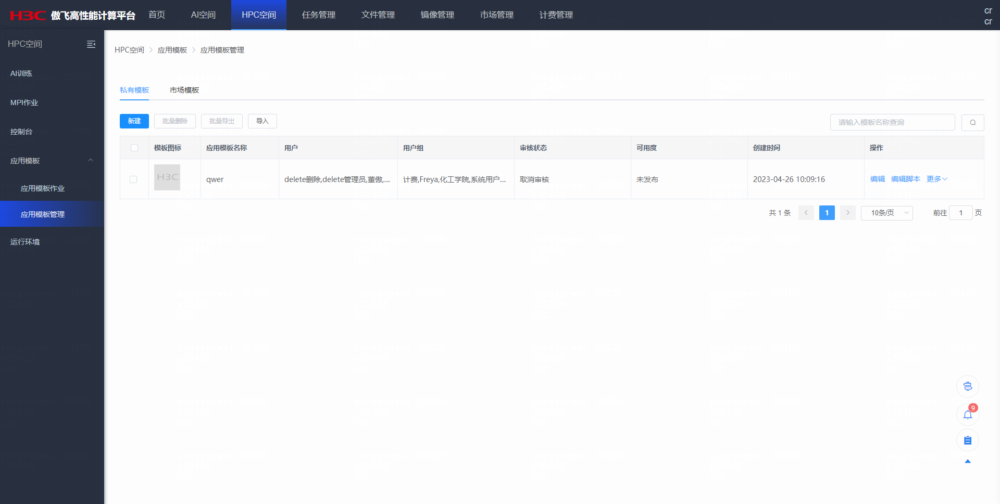 H3C 傲飞高性能计算平台 首页 AI空间 HPC空间 任务管理 文件管理 镜像管理 市场管理 计费管理
cr
cr
HPC空间
AI训练
MPI作业
控制台
应用模板
应用模板作业
应用模板管理
运行环境
HPC空间 应用模板 应用模板管理
私有模板 市场模板
新建 批量删除 批量导出 导入 请输入模板名称查询
模板图标 应用模板名称 用户 用户组 审核状态 可用度 创建时间 操作
H3C qwer delete删除,delete管理员,董傲,... 计费,Freya,化工学院,系统用户... 取消审核 未发布 2023-04-26 10:09:16 编辑 编辑脚本 更多
共 1 条 1 10条/页 前往 1 页
9